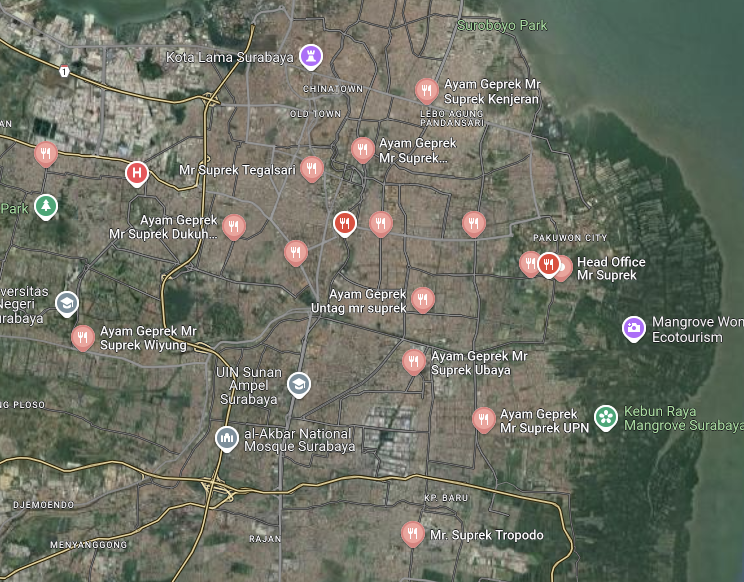 Suroboyo Park
Kota Lama Surabaya
1
CHINATOWN
Ayam Geprek Mr
Suprek Kenjeran
OLD TOWN
LEBO AGUNG
PANDANSARI
AN
Ayam Geprek
Mr Suprek...
Mr Suprek Tegalsari
H
Park
Ayam Geprek
Mr Suprek Dukuh...
PAKUWON CITY
Head Office
Mr Suprek
versitas
Negeri
urabaya
Ayam Geprek
Untag mr suprek
Mangrove Won
Ecotourism
Ayam Geprek Mr
Suprek Wiyung
Ayam Geprek Mr
Suprek Ubaya
UIN Sunan
Ampel
Surabaya
NG PLOSO
Ayam Geprek
Mr Suprek UPN
Kebun Raya
Mangrove Surabaya
al-Akbar National
Mosque Surabaya
KP. BARU
DJEMOENDO
Mr. Suprek Tropodo
MENYANGGONG
RAJAN